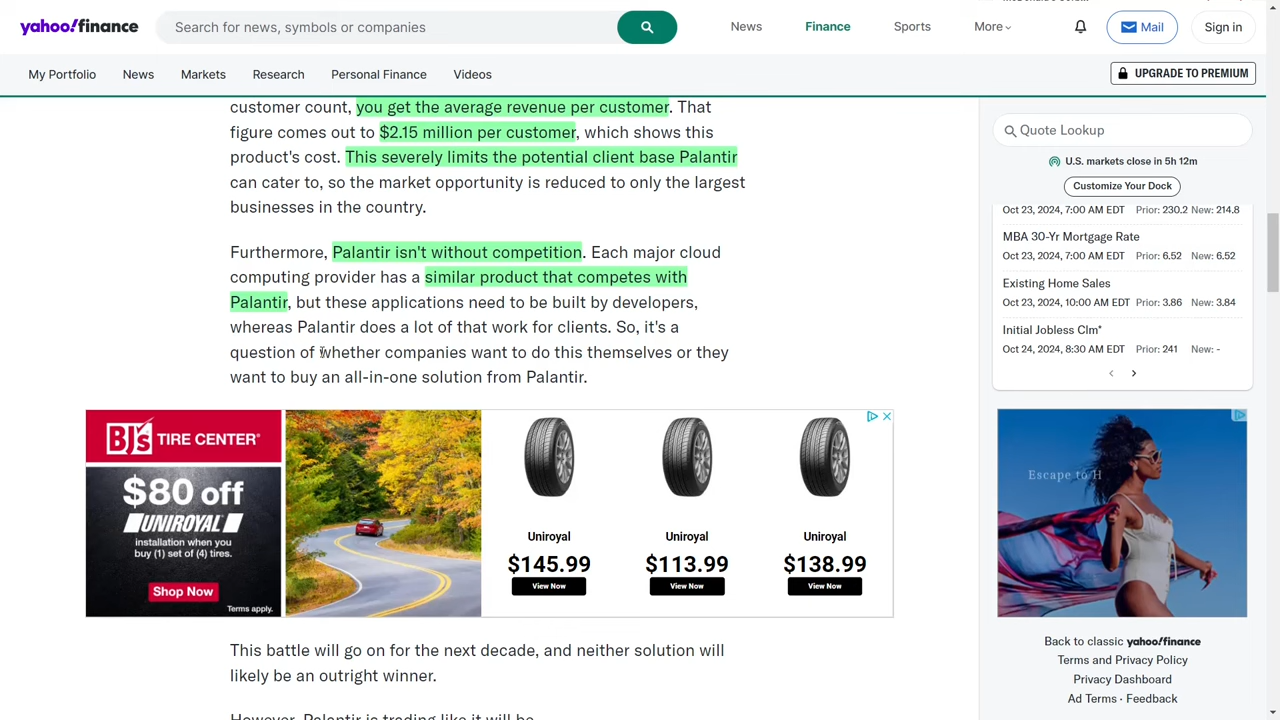 McDonald's Cold...
yahoo!finance
Search for news, symbols or companies
News
Finance
Sports
More
Mail
Sign in
My Portfolio
News
Markets
Research
Personal Finance
Videos
UPGRADE TO PREMIUM
customer count, you get the average revenue per customer. That
figure comes out to $2.15 million per customer, which shows this
product's cost. This severely limits the potential client base Palantir
can cater to, so the market opportunity is reduced to only the largest
businesses in the country.
Furthermore, Palantir isn't without competition. Each major cloud
computing provider has a similar product that competes with
Palantir, but these applications need to be built by developers,
whereas Palantir does a lot of that work for clients. So, it's a
question of whether companies want to do this themselves or they
want to buy an all-in-one solution from Palantir.
BJ's TIRE CENTER®
$80 off
UNIROYAL
installation when you
buy (1) set of (4) tires.
Shop Now
Terms apply.
Uniroyal
$145.99
View Now
Uniroyal
$113.99
View Now
Uniroyal
$138.99
View Now
This battle will go on for the next decade, and neither solution will
likely be an outright winner.
However, Palantir is trading like it will be
Quote Lookup
U.S. markets close in 5h 12m
Customize Your Dock
Oct 23, 2024, 7:00 AM EDT Prior: 230.2 New: 214.8
MBA 30-Yr Mortgage Rate
Oct 23, 2024, 7:00 AM EDT Prior: 6.52 New: 6.52
Existing Home Sales
Oct 23, 2024, 10:00 AM EDT Prior: 3.86 New: 3.84
Initial Jobless Clm*
Oct 24, 2024, 8:30 AM EDT Prior: 241 New: -
Escape to H
Back to classic yahoo!finance
Terms and Privacy Policy
Privacy Dashboard
Ad Terms · Feedback